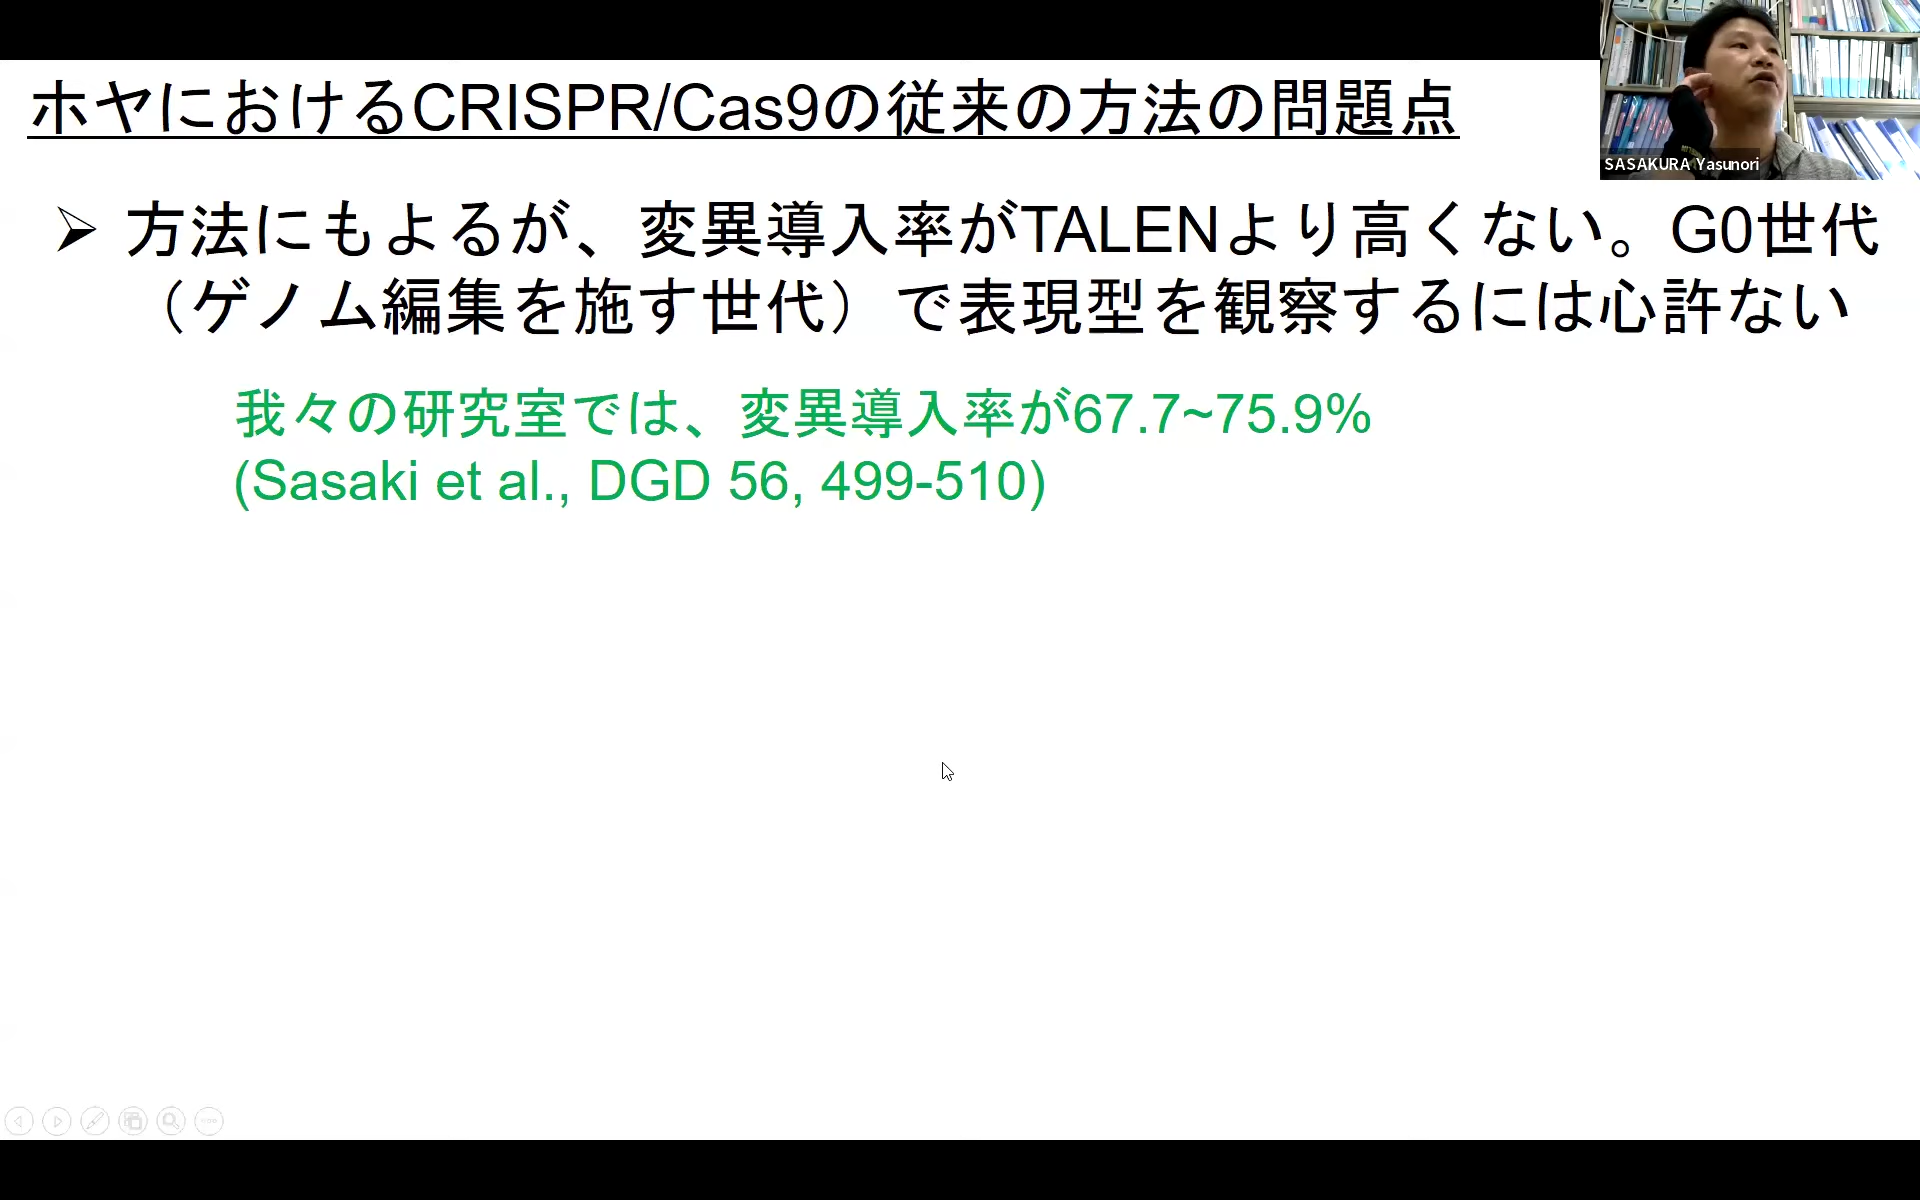 ホヤにおけるCRISPR/Cas9の従来の方法の問題点
SASAKURA Yasunori
➢ 方法にもよるが、変異導入率がTALENより高くない。G0世代
（ゲノム編集を施す世代）で表現型を観察するには心許ない
我々の研究室では、変異導入率が67.7~75.9%
(Sasaki et al., DGD 56, 499-510)